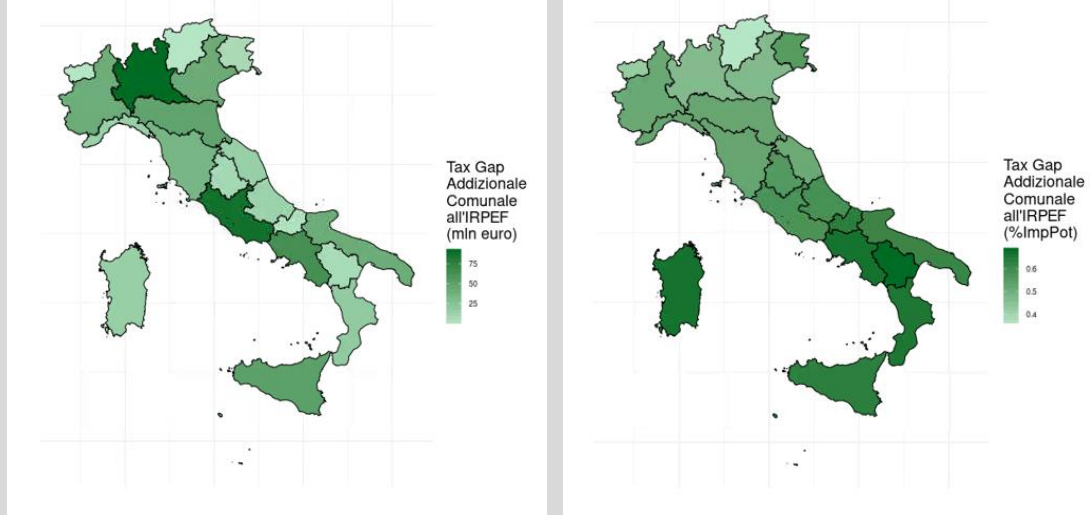 Tax Gap
Addizionale
Comunale
all'IRPEF
(mln euro)
75
50
25
Tax Gap
Addizionale
Comunale
all'IRPEF
(%ImpPot)
0.6
0.5
0.4